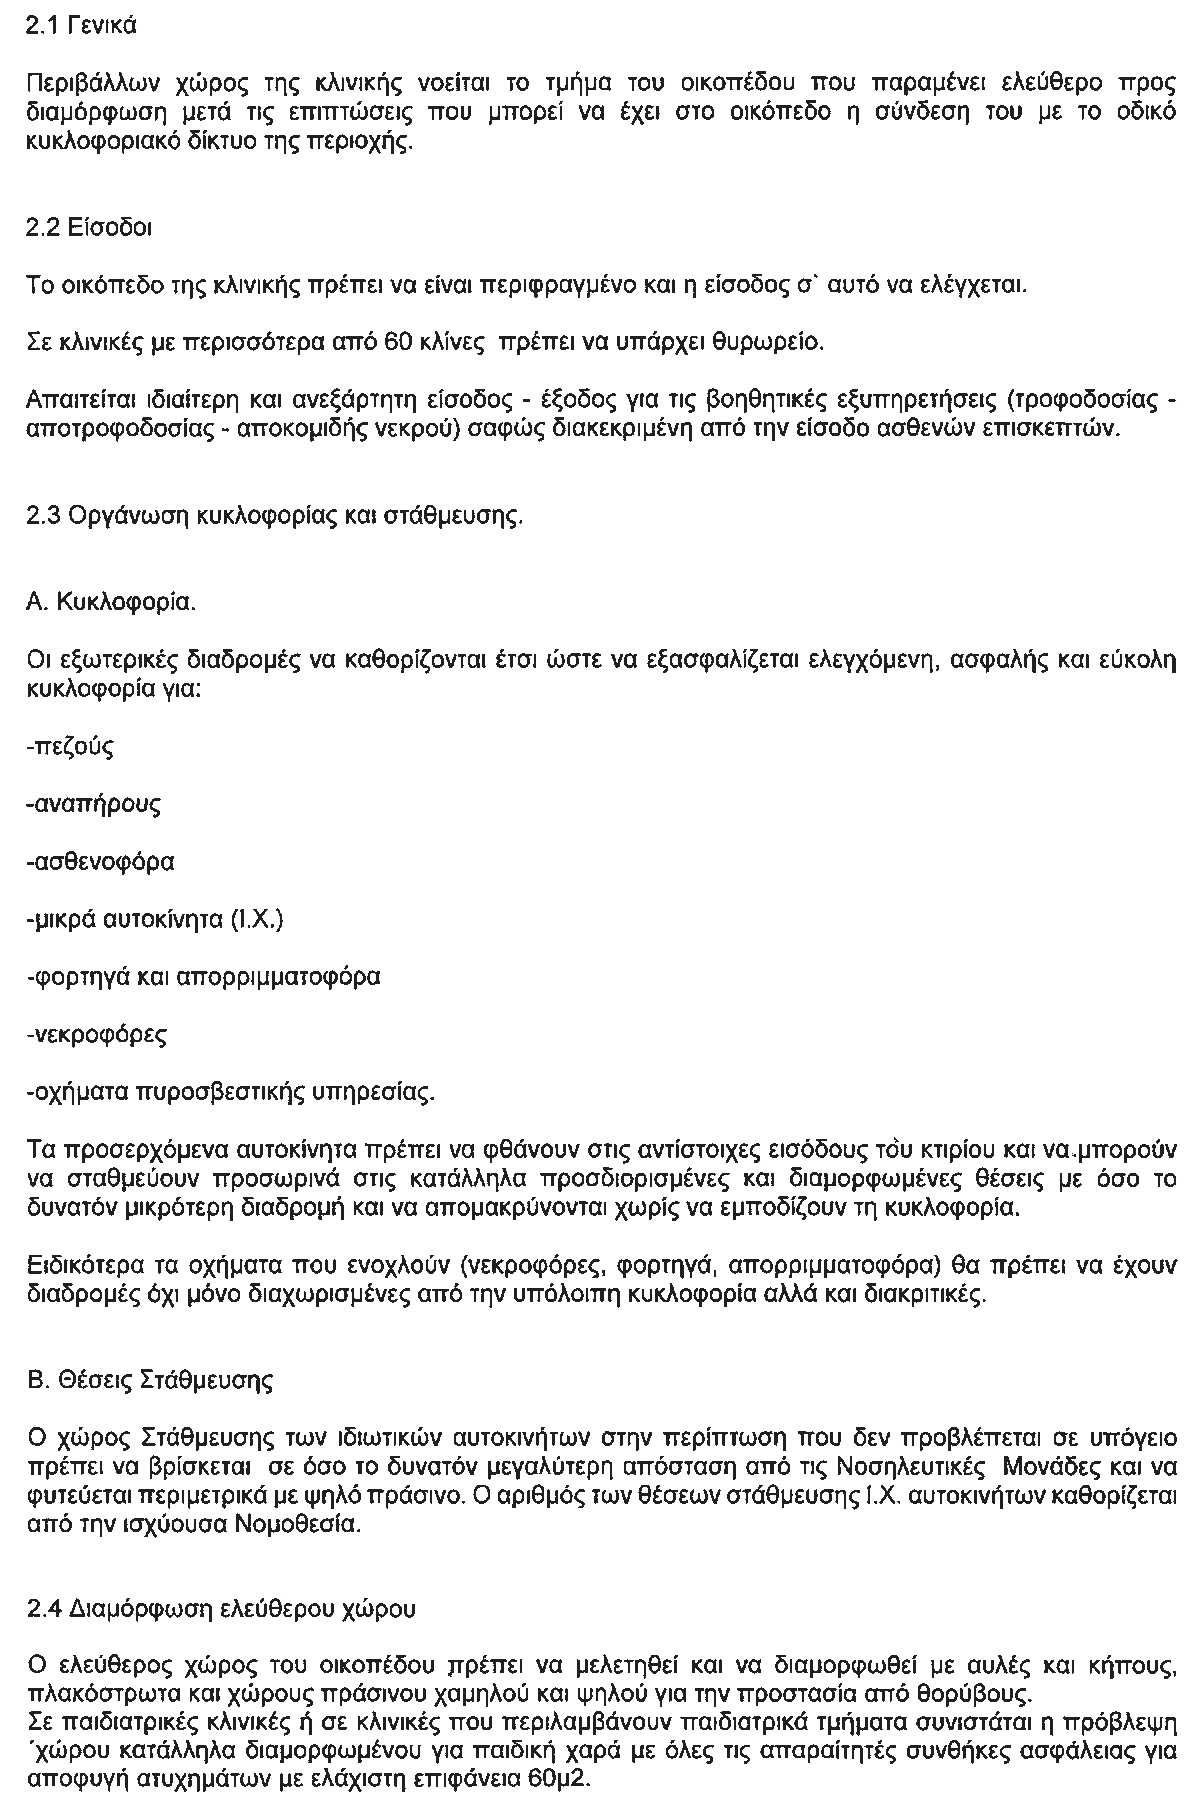 2.1 Γενικά
Περιβάλλων χώρος της κλινικής νοείται το τμήμα του οικοπέδου που παραμένει ελεύθερο προς
διαμόρφωση μετά τις επιπτώσεις που μπορεί να έχει στο οικόπεδο η σύνδεση του με το οδικό
κυκλοφοριακό δίκτυο της περιοχής.
2.2 Είσοδοι
Το οικόπεδο της κλινικής πρέπει να είναι περιφραγμένο και η είσοδος σ` αυτό να ελέγχεται.
Σε κλινικές με περισσότερα από 60 κλίνες πρέπει να υπάρχει θυρωρείο.
Απαιτείται ιδιαίτερη και ανεξάρτητη είσοδος - έξοδος για τις βοηθητικές εξυπηρετήσεις (τροφοδοσίας -
αποτροφοδοσίας - αποκομιδής νεκρού) σαφώς διακεκριμένη από την είσοδο ασθενών επισκεπτών.
2.3 Οργάνωση κυκλοφορίας και στάθμευσης.
Α. Κυκλοφορία.
Οι εξωτερικές διαδρομές να καθορίζονται έτσι ώστε να εξασφαλίζεται ελεγχόμενη, ασφαλής και εύκολη
κυκλοφορία για:
-πεζούς
-αναπήρους
-ασθενοφόρα
-μικρά αυτοκίνητα (Ι.Χ.)
-φορτηγά και απορριμματοφόρα
-νεκροφόρες
-οχήματα πυροσβεστικής υπηρεσίας.
Τα προσερχόμενα αυτοκίνητα πρέπει να φθάνουν στις αντίστοιχες εισόδους του κτιρίου και να μπορούν
να σταθμεύουν προσωρινά στις κατάλληλα προσδιορισμένες και διαμορφωμένες θέσεις με όσο το
δυνατόν μικρότερη διαδρομή και να απομακρύνονται χωρίς να εμποδίζουν τη κυκλοφορία.
Ειδικότερα τα οχήματα που ενοχλούν (νεκροφόρες, φορτηγά, απορριμματοφόρα) θα πρέπει να έχουν
διαδρομές όχι μόνο διαχωρισμένες από την υπόλοιπη κυκλοφορία αλλά και διακριτικές.
Β. Θέσεις Στάθμευσης
Ο χώρος Στάθμευσης των ιδιωτικών αυτοκινήτων στην περίπτωση που δεν προβλέπεται σε υπόγειο
πρέπει να βρίσκεται σε όσο το δυνατόν μεγαλύτερη απόσταση από τις Νοσηλευτικές Μονάδες και να
φυτεύεται περιμετρικά με ψηλό πράσινο. Ο αριθμός των θέσεων στάθμευσης Ι.Χ. αυτοκινήτων καθορίζεται
από την ισχύουσα Νομοθεσία.
2.4 Διαμόρφωση ελεύθερου χώρου
Ο ελεύθερος χώρος του οικοπέδου πρέπει να μελετηθεί και να διαμορφωθεί με αυλές και κήπους,
πλακόστρωτα και χώρους πράσινου χαμηλού και ψηλού για την προστασία από θορύβους.
Σε παιδιατρικές κλινικές ή σε κλινικές που περιλαμβάνουν παιδιατρικά τμήματα συνιστάται η πρόβλεψη
χώρου κατάλληλα διαμορφωμένου για παιδική χαρά με όλες τις απαραίτητές συνθήκες ασφάλειας για
αποφυγή ατυχημάτων με ελάχιστη επιφάνεια 60μ2.